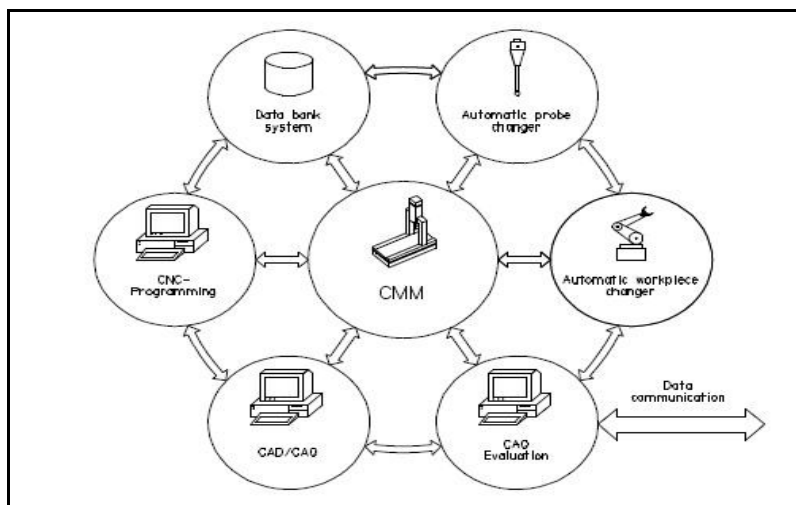 Data bank
system
Automatic probe
changer
CNC-
Programming
CMM
Automatic workpiece
changer
CAD/CAQ
CAQ
Evaluation
Data
communication